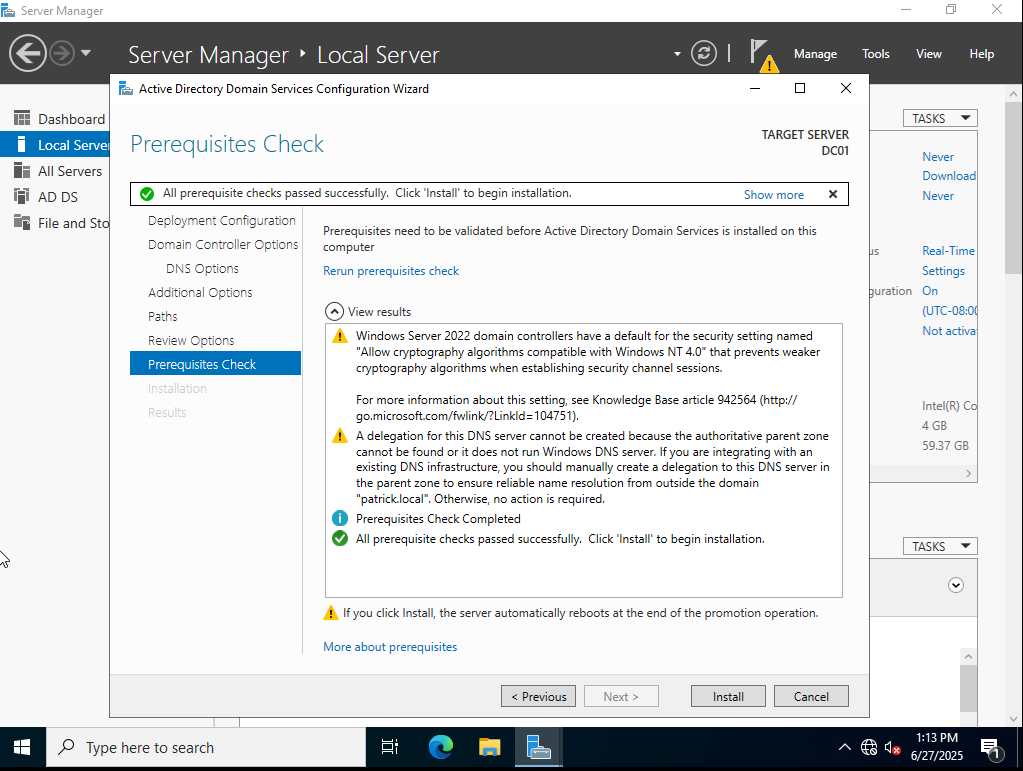 Server Manager
Server Manager ‣ Local Server
Manage Tools View Help
Dashboard
Local Server
All Servers
AD DS
File and Sto
Active Directory Domain Services Configuration Wizard
Prerequisites Check
TARGET SERVER
DC01
All prerequisite checks passed successfully. Click 'Install' to begin installation.
Show more
Deployment Configuration
Domain Controller Options
DNS Options
Additional Options
Paths
Review Options
Prerequisites Check
Installation
Results
Prerequisites need to be validated before Active Directory Domain Services is installed on this
computer
Rerun prerequisites check
View results
Windows Server 2022 domain controllers have a default for the security setting named
"Allow cryptography algorithms compatible with Windows NT 4.0" that prevents weaker
cryptography algorithms when establishing security channel sessions.
For more information about this setting, see Knowledge Base article 942564 (http://
go.microsoft.com/fwlink/?LinkId=104751).
A delegation for this DNS server cannot be created because the authoritative parent zone
cannot be found or it does not run Windows DNS server. If you are integrating with an
existing DNS infrastructure, you should manually create a delegation to this DNS server in
the parent zone to ensure reliable name resolution from outside the domain
"patrick.local". Otherwise, no action is required.
Prerequisites Check Completed
All prerequisite checks passed successfully. Click 'Install' to begin installation.
If you click Install, the server automatically reboots at the end of the promotion operation.
More about prerequisites
< Previous Next > Install Cancel
TASKS
Never
Download
Never
us Real-Time
Settings
guration On
(UTC-08:00
Not activa
Intel(R) Co
4 GB
59.37 GB
TASKS
Type here to search
1:13 PM
6/27/2025
1